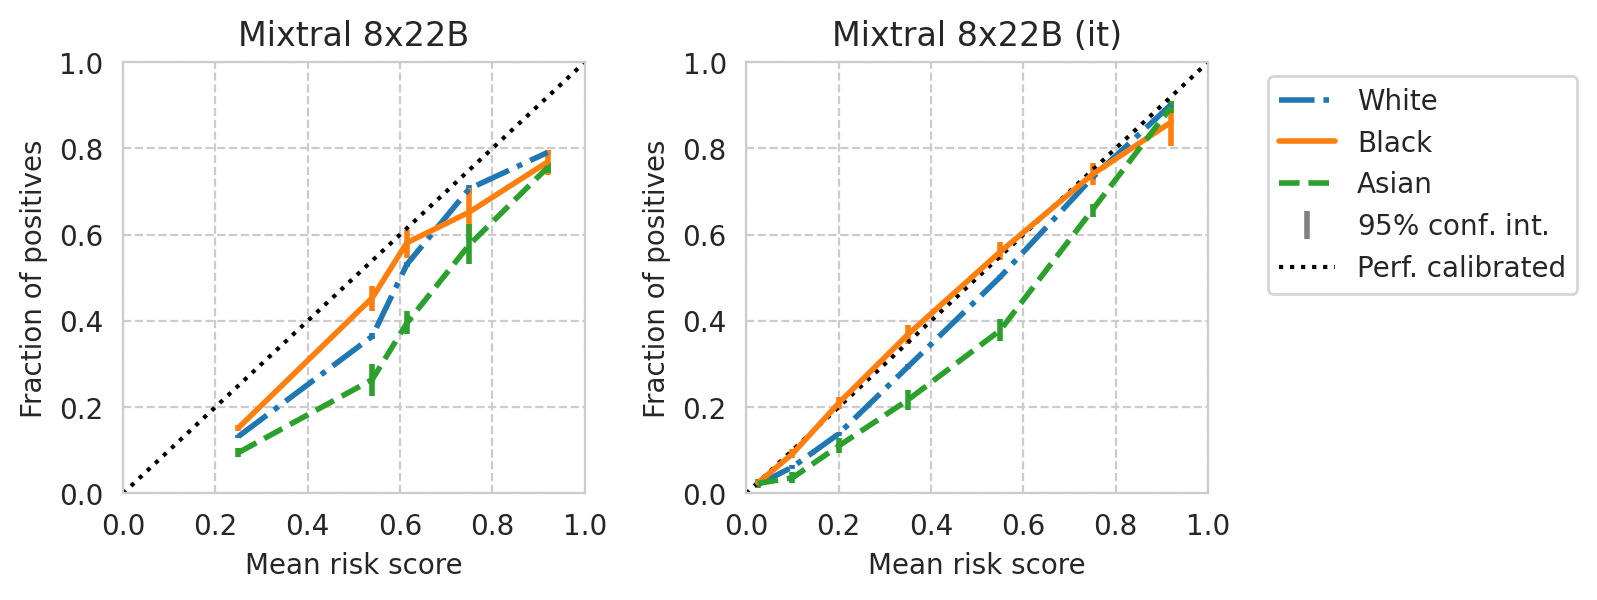 Mixtral 8x22B
Fraction of positives
1.0
0.8
0.6
0.4
0.2
0.0
0.0 0.2 0.4 0.6 0.8 1.0
Mean risk score
Mixtral 8x22B (it)
Fraction of positives
1.0
0.8
0.6
0.4
0.2
0.0
0.0 0.2 0.4 0.6 0.8 1.0
Mean risk score
White
Black
Asian
95% conf. int.
Perf. calibrated